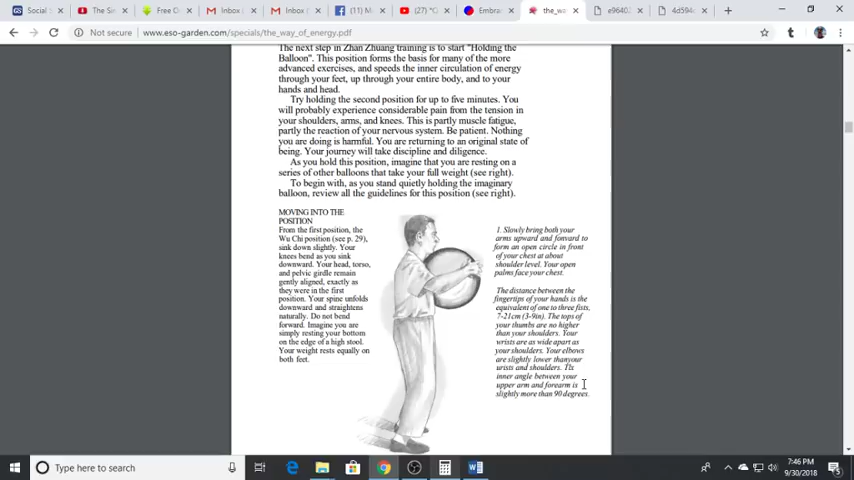 Social
The Si
Free C
Inbox
Inbox
(11) M
(27) "C
Embra
the_wa
e9640.
4d594
Not secure
www.eso-garden.com/specials/the_way_of_energy.pdf
The next step in Zhan Zhuang training is to start "Holding the
Balloon". This position forms the basis for many of the more
advanced exercises, and speeds the inner circulation of energy
through your feet, up through your entire body, and to your
hands and head.
Try holding the second position for up to five minutes. You
will probably experience considerable pain from the tension in
your shoulders, arms, and knees. This is partly muscle fatigue,
partly the reaction of your nervous system. Be patient. Nothing
you are doing is harmful. You are returning to an original state of
being. Your journey will take discipline and diligence.
As you hold this position, imagine that you are resting on a
series of other balloons that take your full weight (see right).
To begin with, as you stand quietly holding the imaginary
balloon, review all the guidelines for this position (see right).
MOVING INTO THE
POSITION
From the first position, the
Wu Chi position (see p. 29),
sink down slightly. Your
knees bend as you sink
downward. Your head, torso,
and pelvic girdle remain
gently aligned, exactly as
they were in the first
position. Your spine unfolds
downward and straightens
naturally. Do not bend
forward. Imagine you are
simply resting your bottom
on the edge of a high stool.
Your weight rests equally on
both feet.
1. Slowly bring both your
arms upward and fonvard to
form an open circle in front
of your chest at about
shoulder level. Your open
palms face your chest.
The distance between the
fingertips of your hands is the
equivalent of one to three fists,
7-21cm (3-9in). The tops of
your thumbs are no higher
than your shoulders. Your
wrists are as wide apart as
your shoulders. Your elbows
are slightly lower thanyour
urists and shoulders. Tlx
inner angle between your
upper arm and forearm is
slightly more than 90 degrees.
Type here to search
7:46 PM
9/30/2018